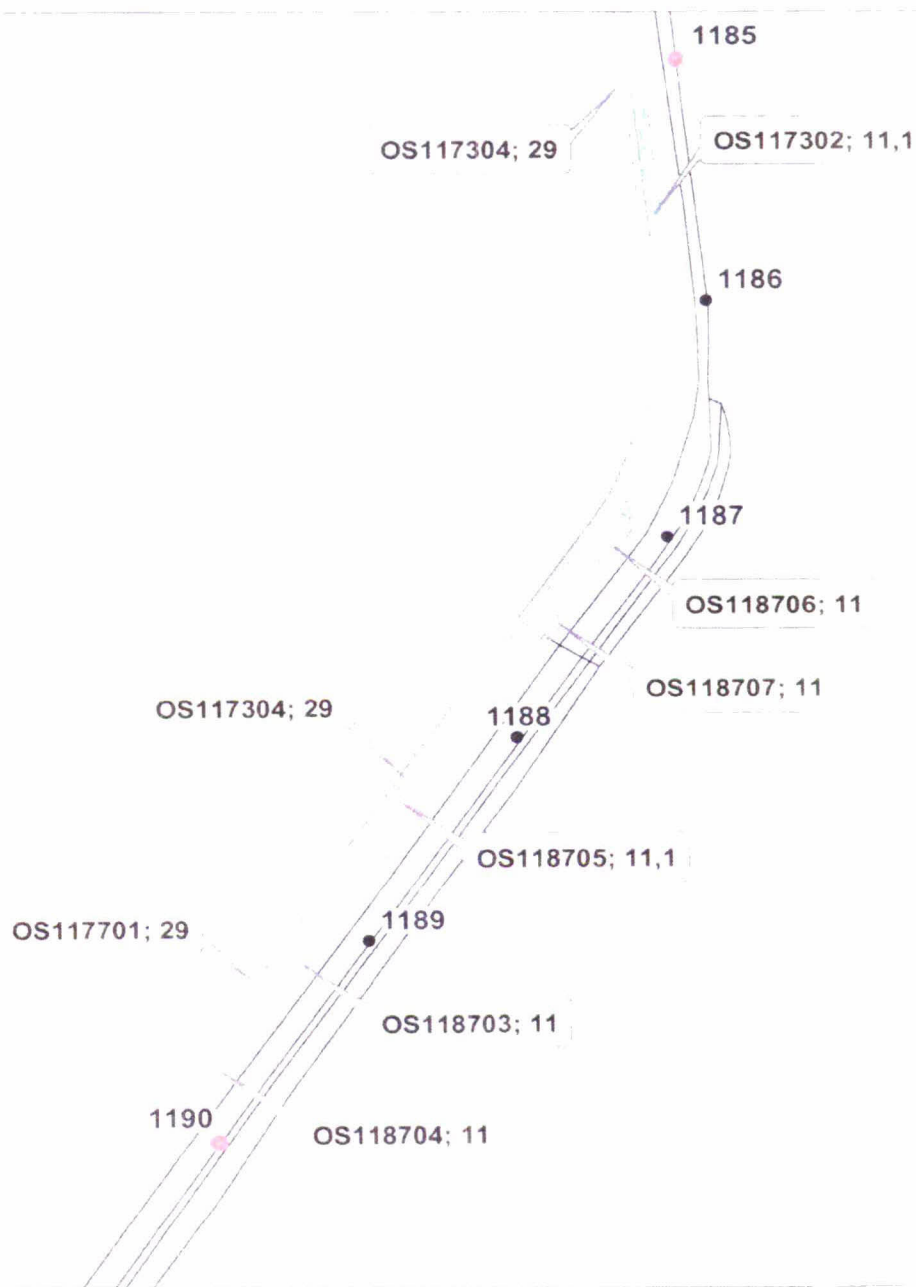 1185
OS117304; 29
OS117302; 11,1
1186
1187
OS118706; 11
OS118707; 11
OS117304; 29
1188
OS118705; 11,1
1189
OS117701; 29
OS118703; 11
1190
OS118704; 11